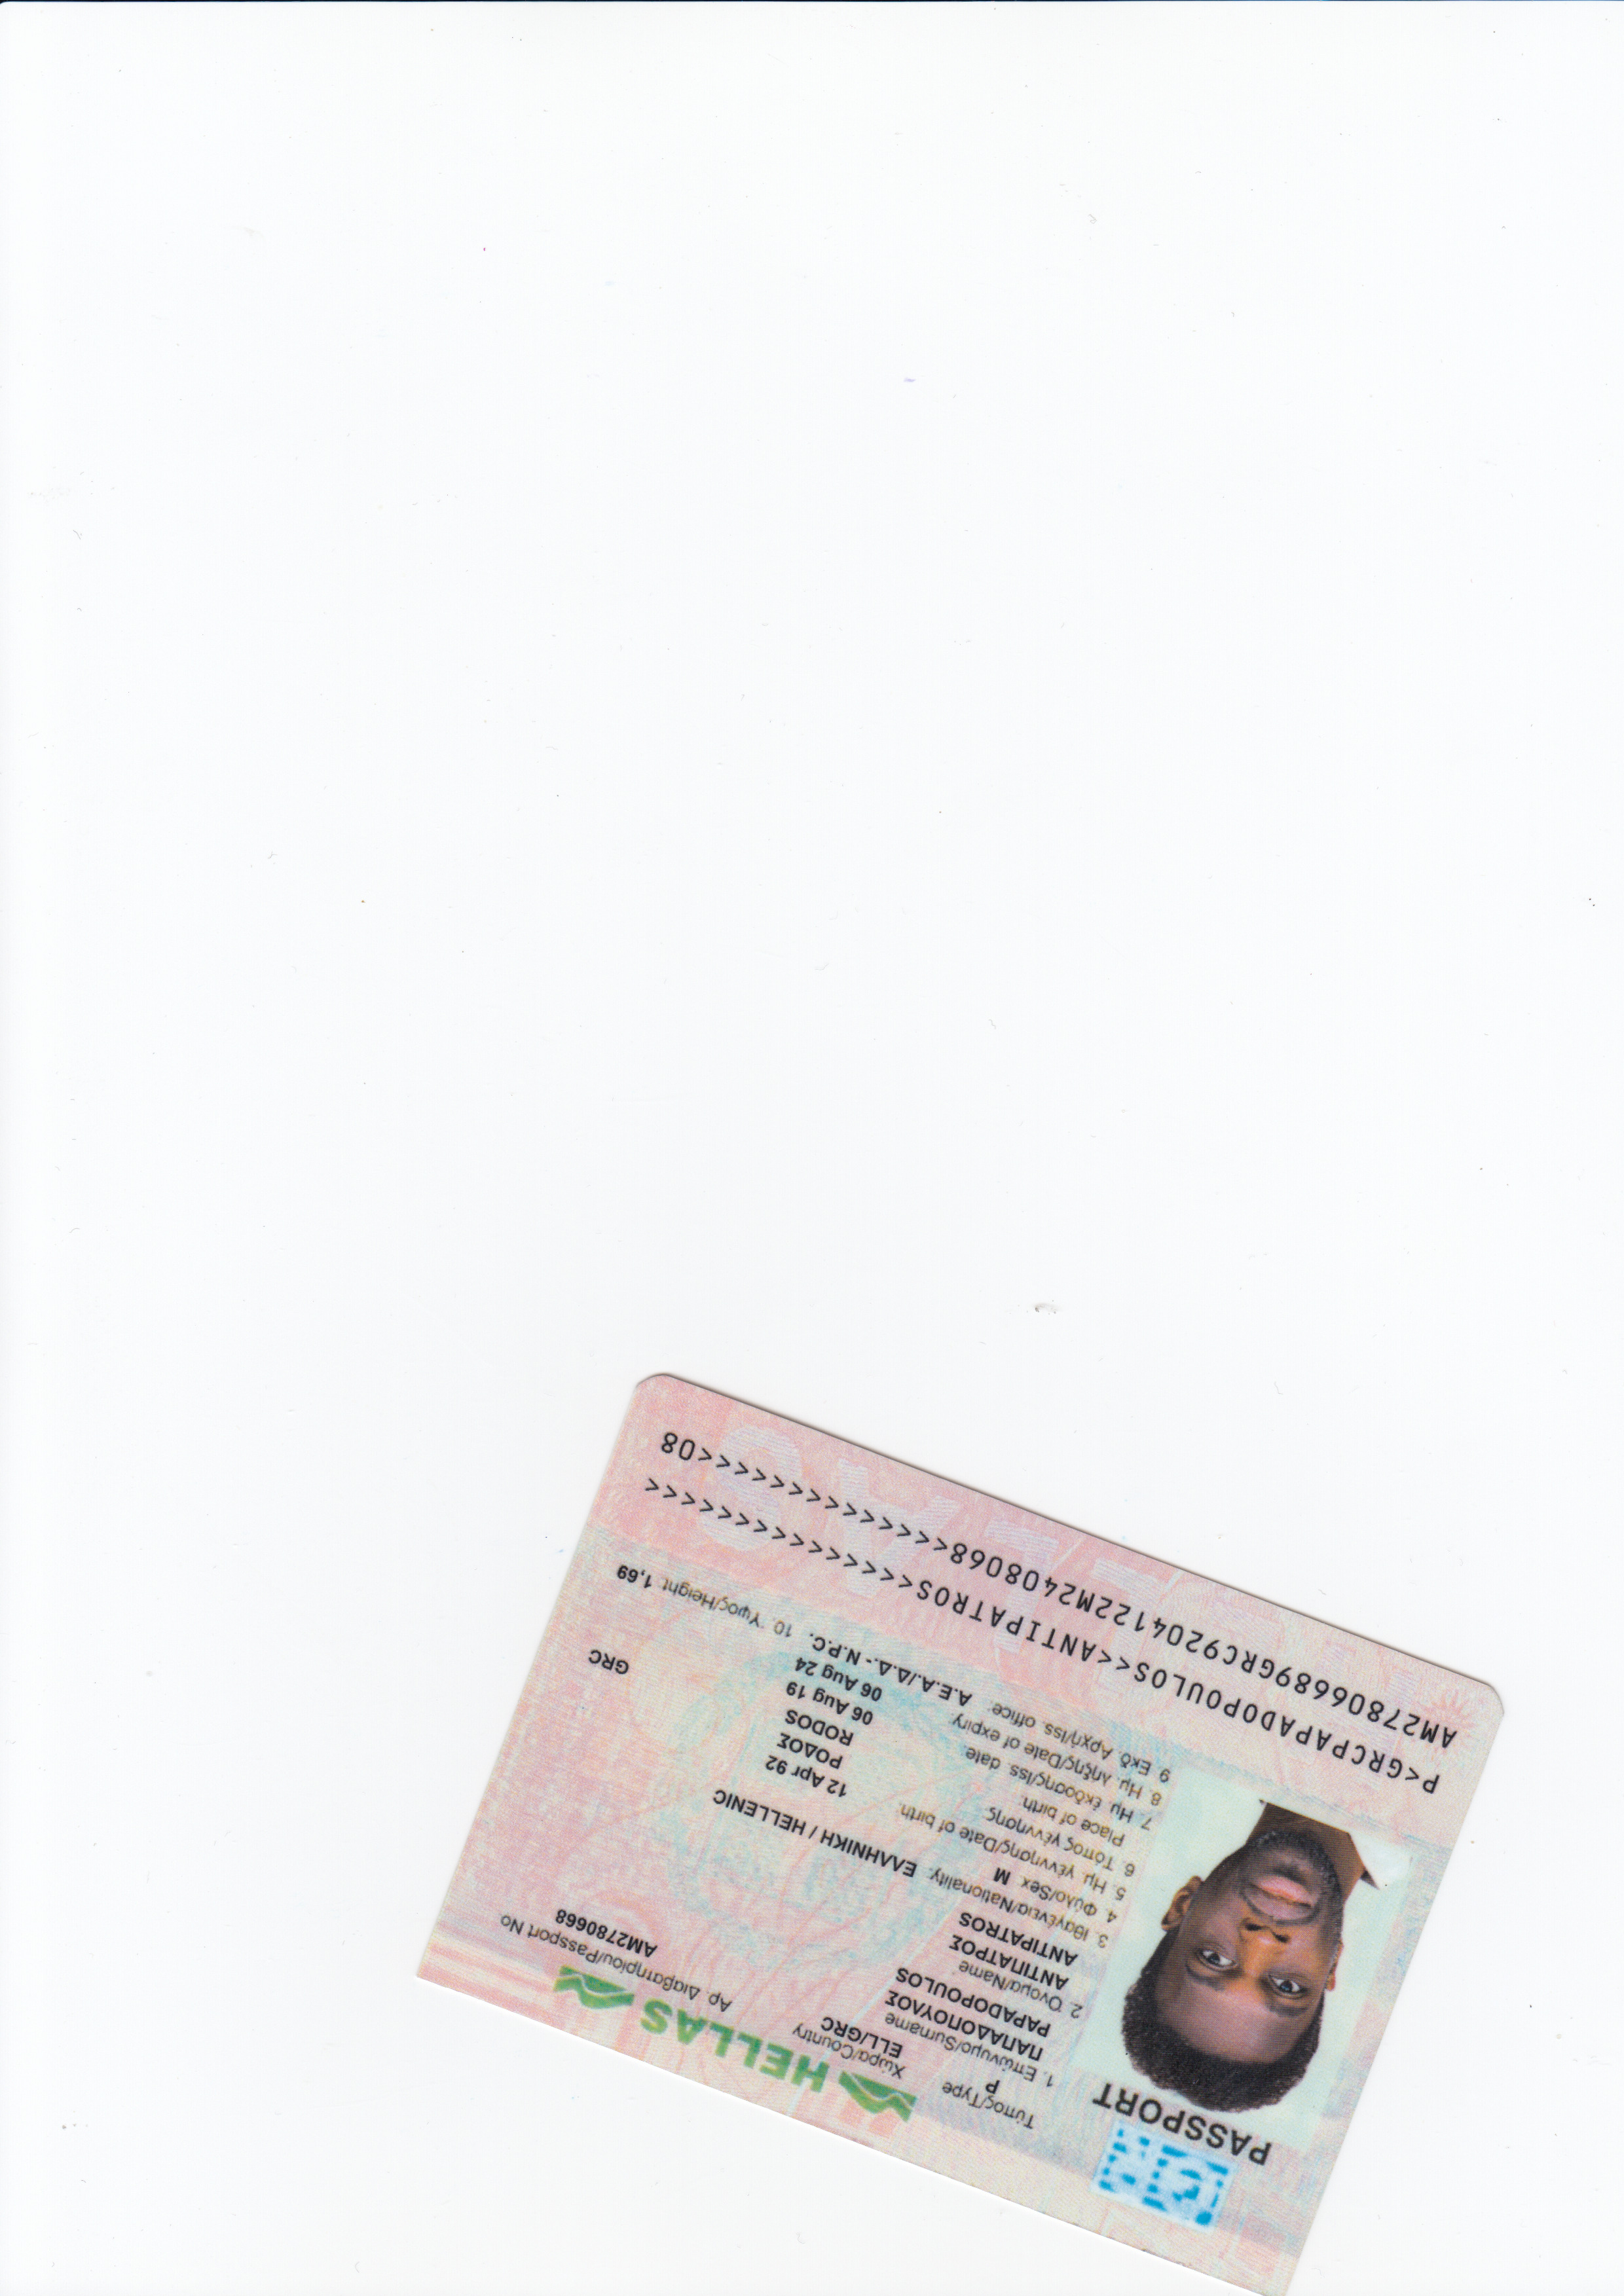 PASSPORT
HELLAS
Τύπος/Type
P
Χώρα/Country
ΕΛΛ/GRC
Αρ. Διαβατηρίου/Passport No
AM2780668
1. Επώνυμο/Surname
ΠΑΠΑΔΟΠΟΥΛΟΣ
PAPADOPOULOS
2. Όνομα/Name
ΑΝΤΙΠΑΤΡΟΣ
ANTIPATROS
3. Ιθαγένεια/Nationality. ΕΛΛΗΝΙΚΗ / HELLENIC
4. Φύλο/Sex M
5. Ημ. γέννησης/Date of birth. 12 Apr 92
6. Τόπος γέννησης ΡΟΔΟΣ
Place of birth. RODOS
GRC
7. Ημ. έκδοσης/Iss. date. 06 Aug 19
8. Ημ. λήξης/Date of expiry 06 Aug 24
9 Εκδ. Αρχή/Iss. office. Α.Ε.Α./Δ.Δ.- N.P.C. 10. Ύψος/Height. 1,69
P<GRCPAPADOPOULOS<<ANTIPATROS<<<<<<<<<<<<<<<
AM27806689GRC9204122M2408068<<<<<<<<<<<<<<08